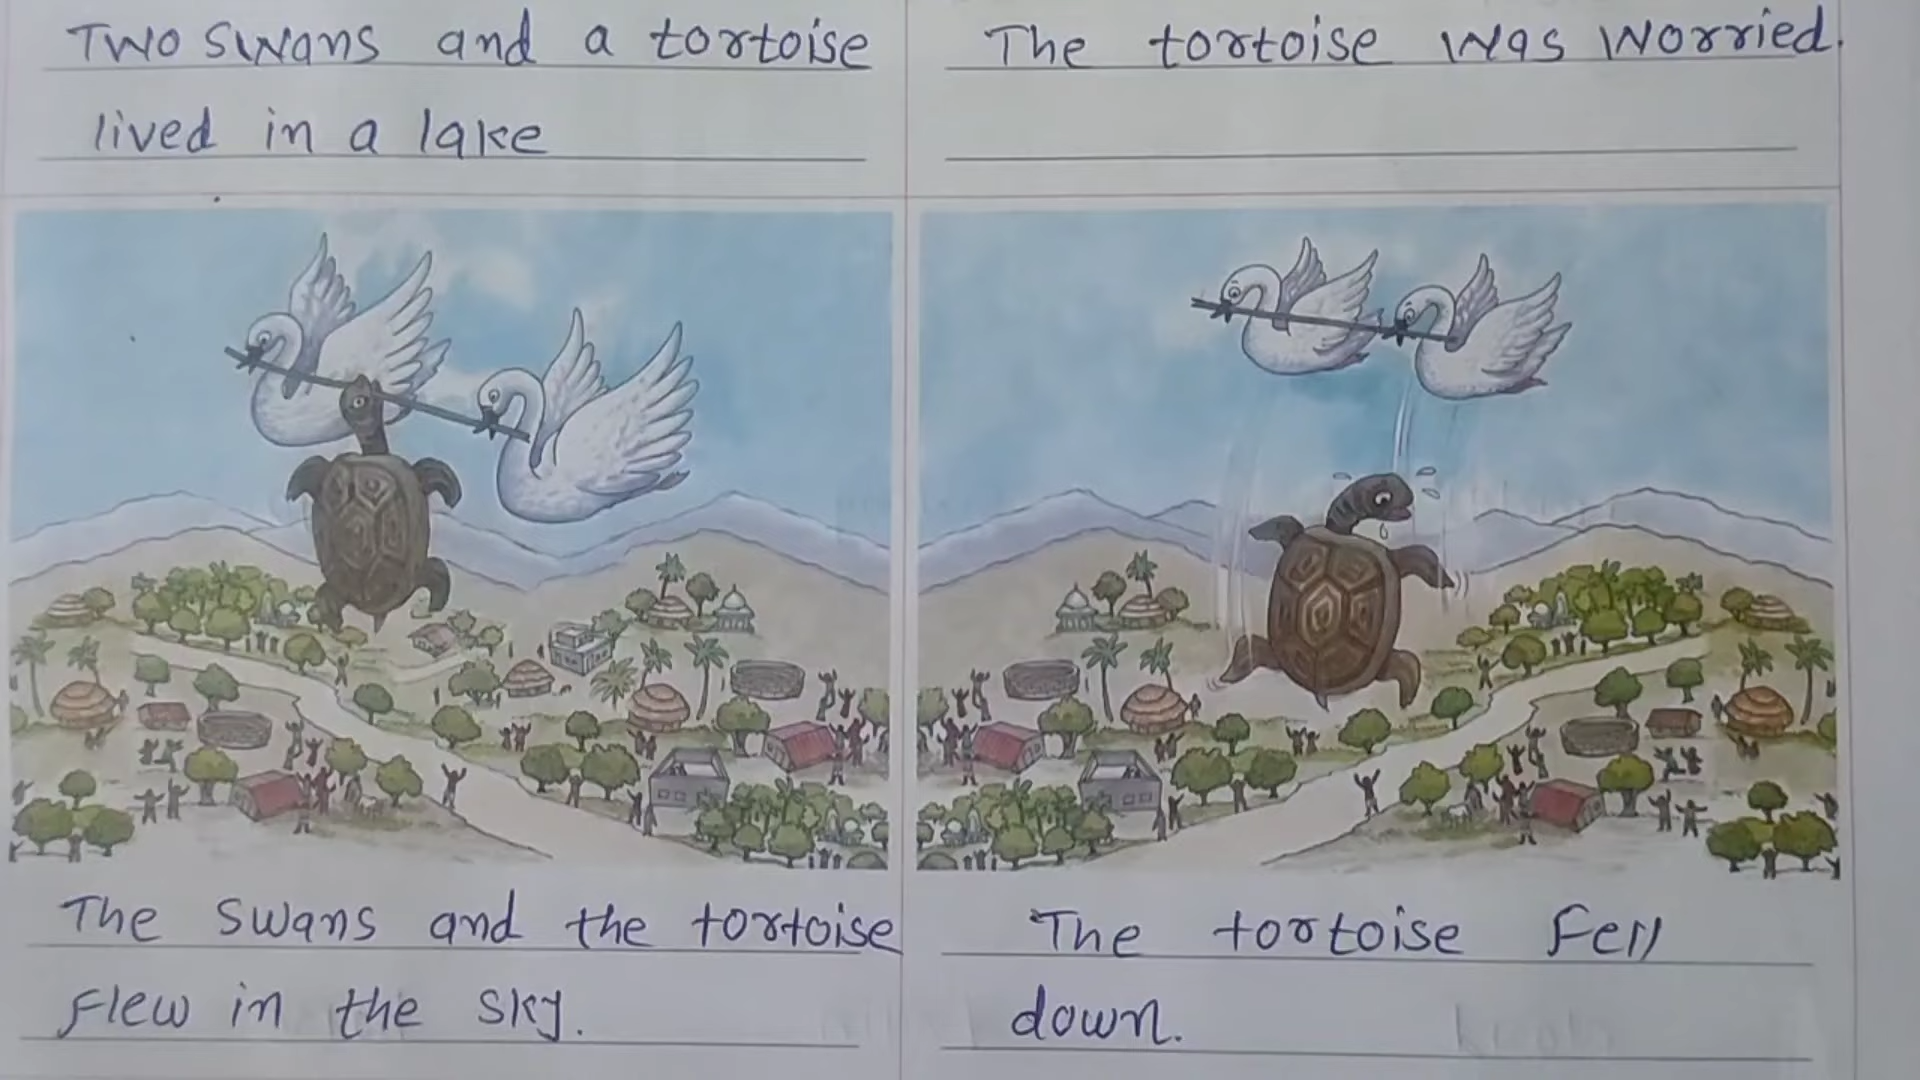 Two swans and a tortoise
lived in a lake
The tortoise was worried.
The swans and the tortoise
flew in the sky.
The tortoise fell
down.